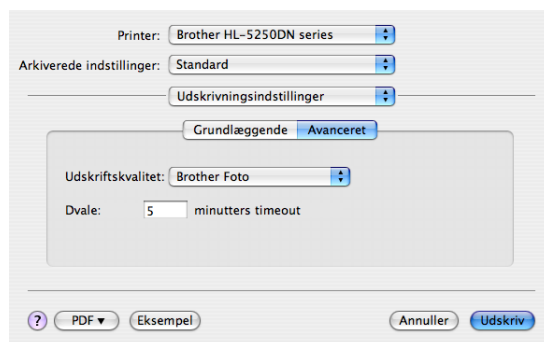 Printer: Brother HL-5250DN series
Arkiverede indstillinger: Standard
Udskrivningsindstillinger
Grundlæggende Avanceret
Udskriftskvalitet: Brother Foto
Dvale: 5 minutters timeout
? PDF ▼ Eksempel Annuller Udskriv